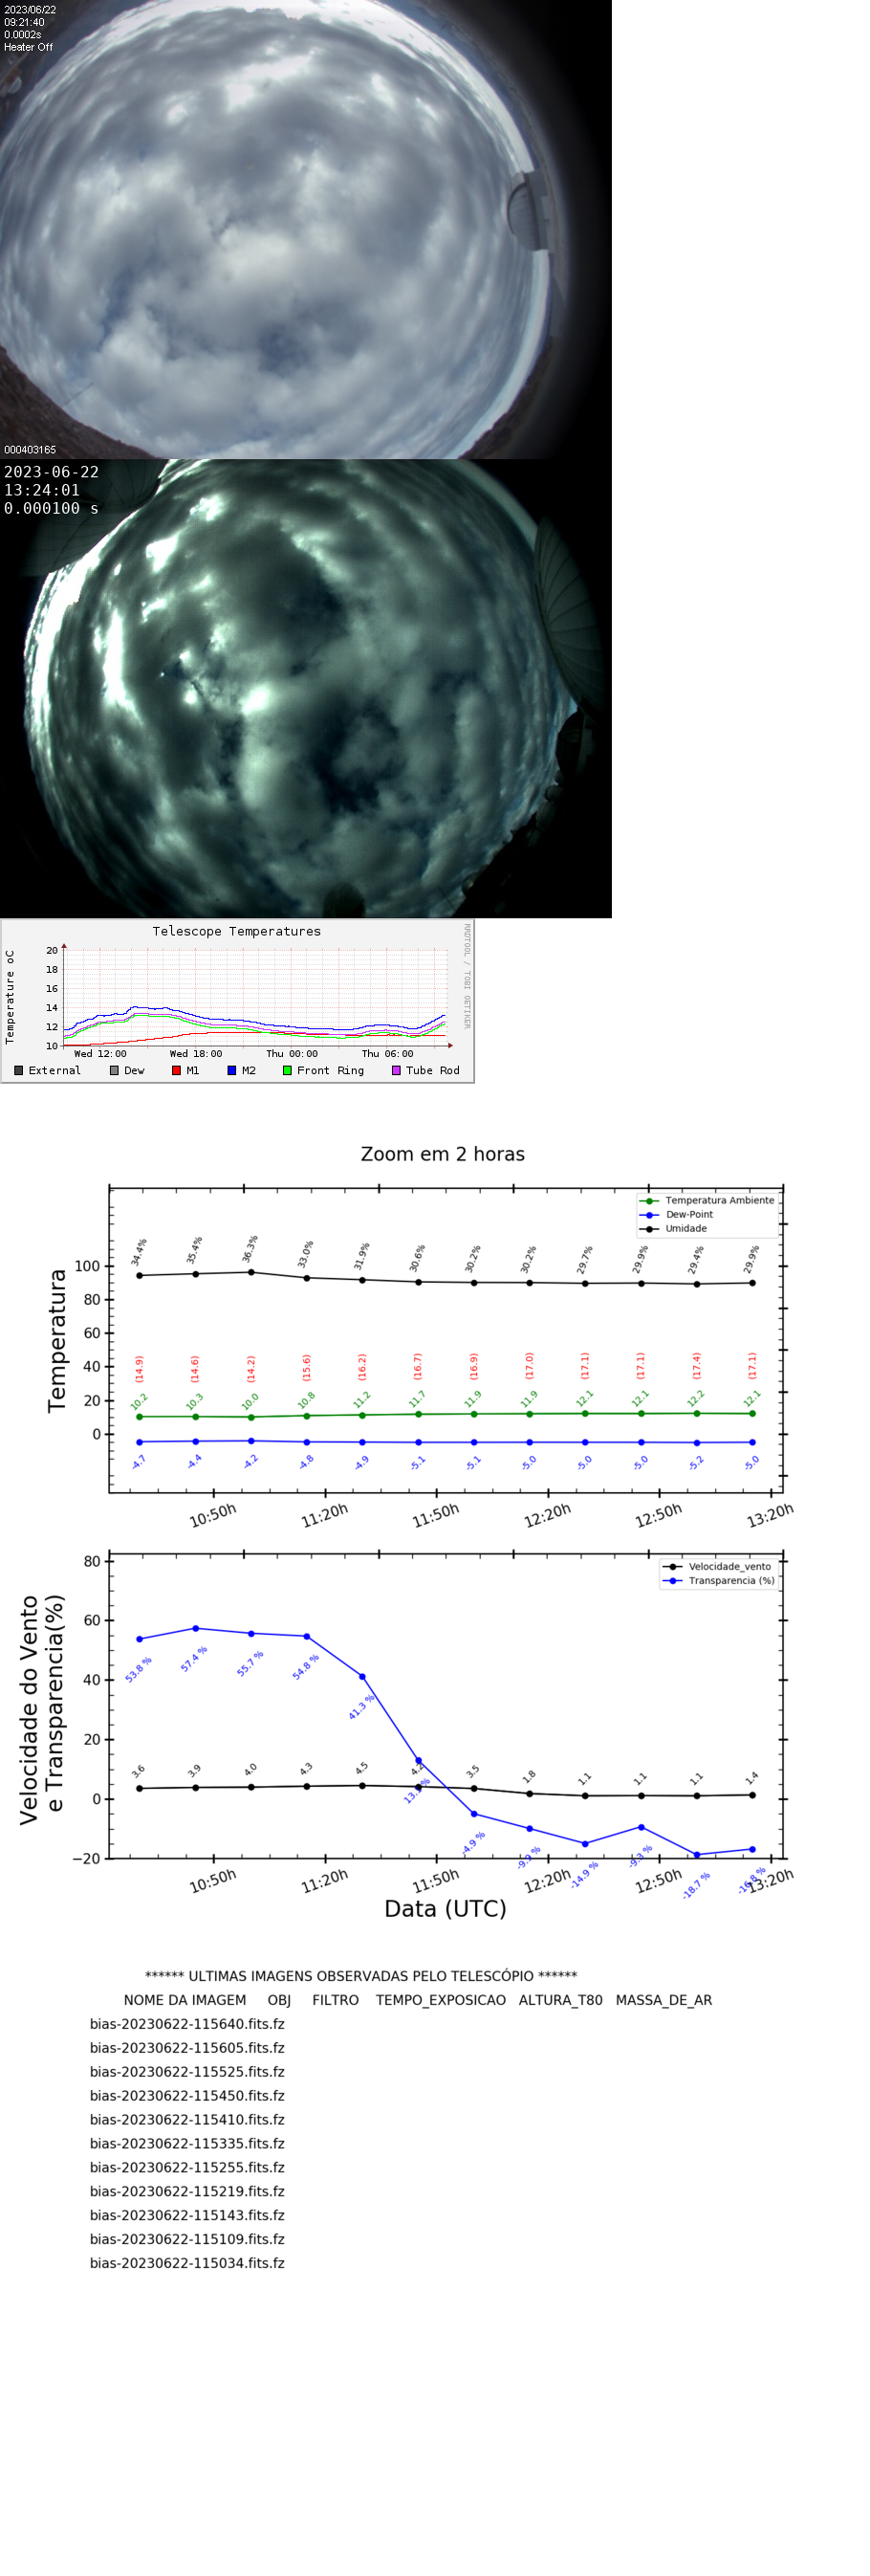 2023/06/22
09:21:40
0.0002s
Heater Off
000403165
2023-06-22
13:24:01
0.000100 s
Telescope Temperatures
RRDTOOL / TOBI OETIKER
Temperature oC
20
18
16
14
12
10
Wed 12:00 Wed 18:00 Thu 00:00 Thu 06:00
External Dew M1 M2 Front Ring Tube Rod
Zoom em 2 horas
Temperatura Ambiente
Dew-Point
Umidade
Temperatura
100
80
60
40
20
0
34.4% 35.4% 36.3% 33.0% 31.9% 30.6% 30.2% 30.2% 29.7% 29.9% 29.4% 29.9%
(14.9) (14.6) (14.2) (15.6) (16.2) (16.7) (16.9) (17.0) (17.1) (17.1) (17.4) (17.1)
10.2 10.3 10.0 10.8 11.2 11.7 11.9 11.9 12.1 12.1 12.2 12.1
-4.7 -4.4 -4.2 -4.8 -4.9 -5.1 -5.1 -5.0 -5.0 -5.0 -5.2 -5.0
10:50h 11:20h 11:50h 12:20h 12:50h 13:20h
Velocidade_vento
Transparencia (%)
Velocidade do Vento
e Transparencia(%)
80
60
40
20
0
−20
53.8 % 57.4 % 55.7 % 54.8 % 41.3 % -4.9 % -14.9 % -9.3 % -18.7 %
3.6 3.9 4.0 4.3 4.5 4.2 3.5 1.8 1.1 1.1 1.1 1.4
10:50h 11:20h 11:50h 12:20h 12:50h 13:20h
Data (UTC)
****** ULTIMAS IMAGENS OBSERVADAS PELO TELESCÓPIO ******
NOME DA IMAGEM OBJ FILTRO TEMPO_EXPOSICAO ALTURA_T80 MASSA_DE_AR
bias-20230622-115640.fits.fz
bias-20230622-115605.fits.fz
bias-20230622-115525.fits.fz
bias-20230622-115450.fits.fz
bias-20230622-115410.fits.fz
bias-20230622-115335.fits.fz
bias-20230622-115255.fits.fz
bias-20230622-115219.fits.fz
bias-20230622-115143.fits.fz
bias-20230622-115109.fits.fz
bias-20230622-115034.fits.fz